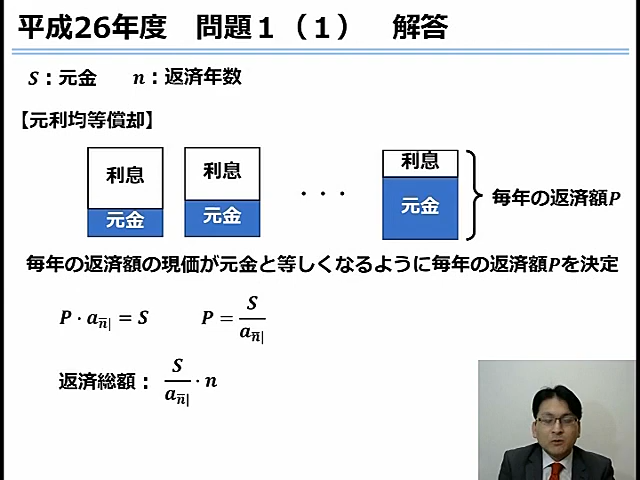 平成26年度 問題1（1） 解答
S：元金 n：返済年数
【元利均等償却】
利息 利息 ・・・ 利息
元金 元金 元金
毎年の返済額P
毎年の返済額の現価が元金と等しくなるように毎年の返済額Pを決定
P · a_{n̅|} = S P = S / a_{n̅|}
返済総額： S / a_{n̅|} · n